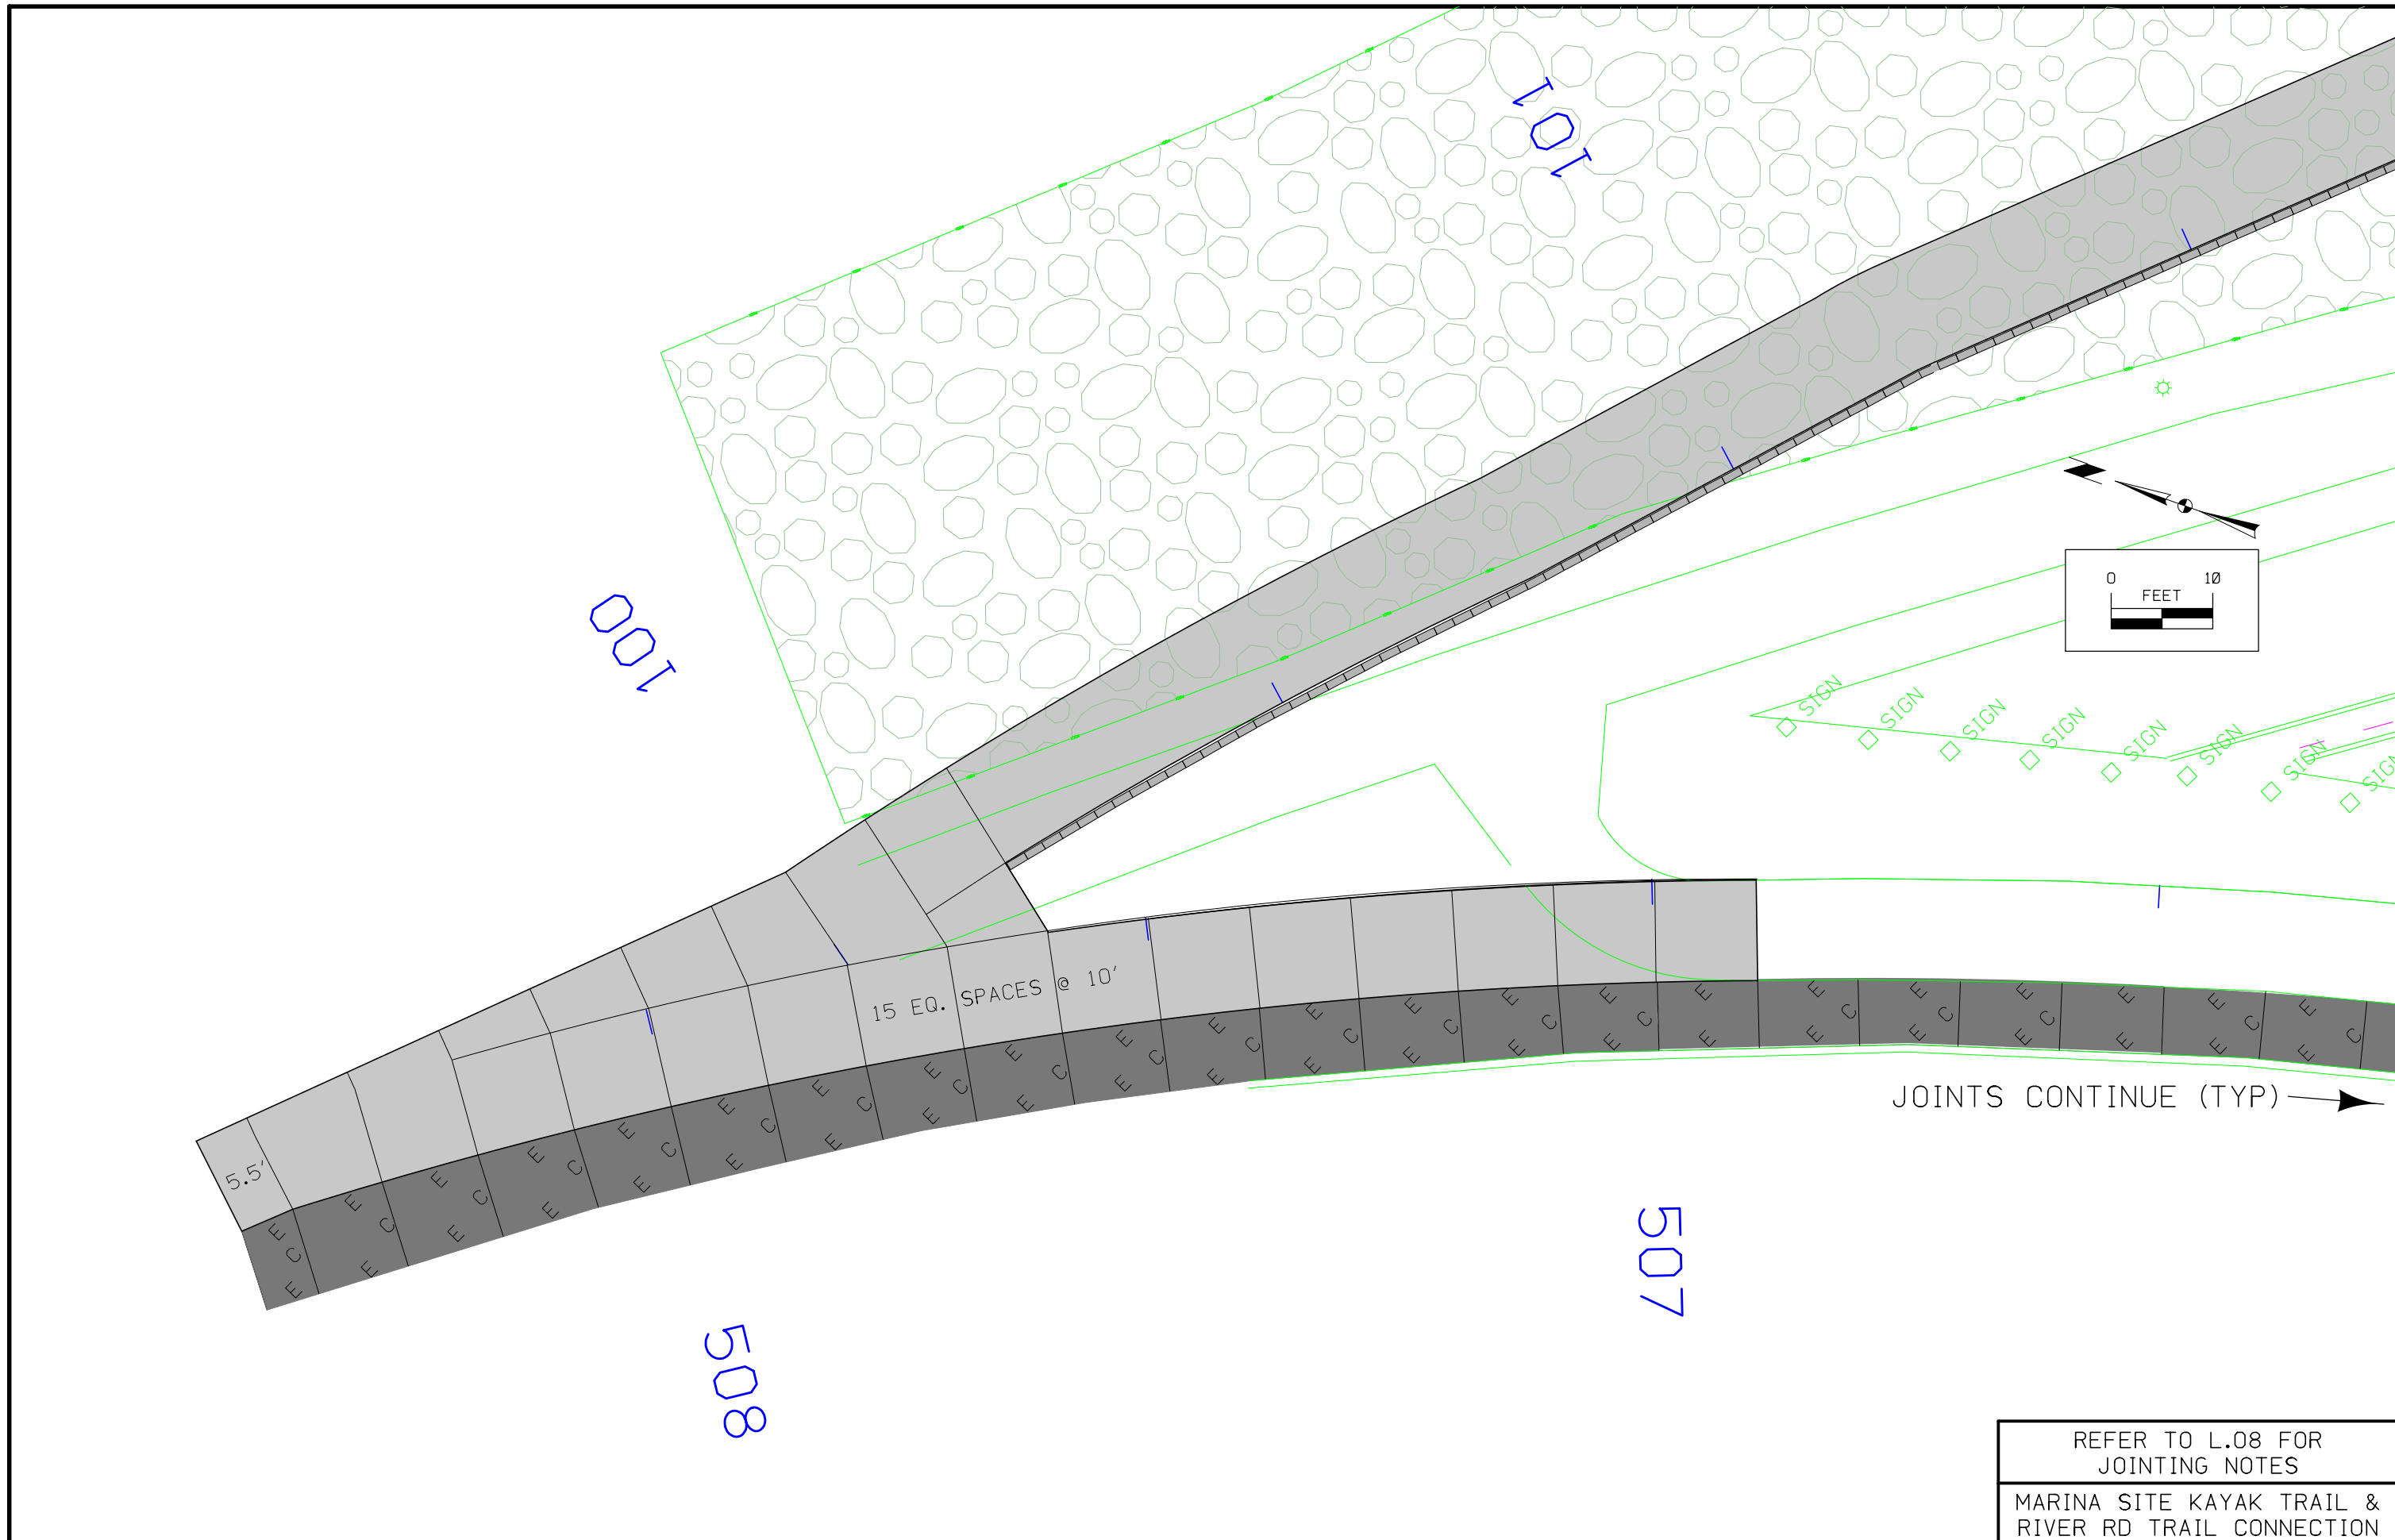 101
100
0 10
FEET
SIGN
SIGN
SIGN
SIGN
SIGN
SIGN
SIGN
SIGN
15 EQ. SPACES @ 10'
5.5'
E E E E E E E E E E E E E E E E E E E E E
C C C C C C C C C C C C C C C C C C C C
E E E E E E E E E E E E E E E E E E E E E
JOINTS CONTINUE (TYP)
507
508
REFER TO L.08 FOR
JOINTING NOTES
MARINA SITE KAYAK TRAIL &
RIVER RD TRAIL CONNECTION